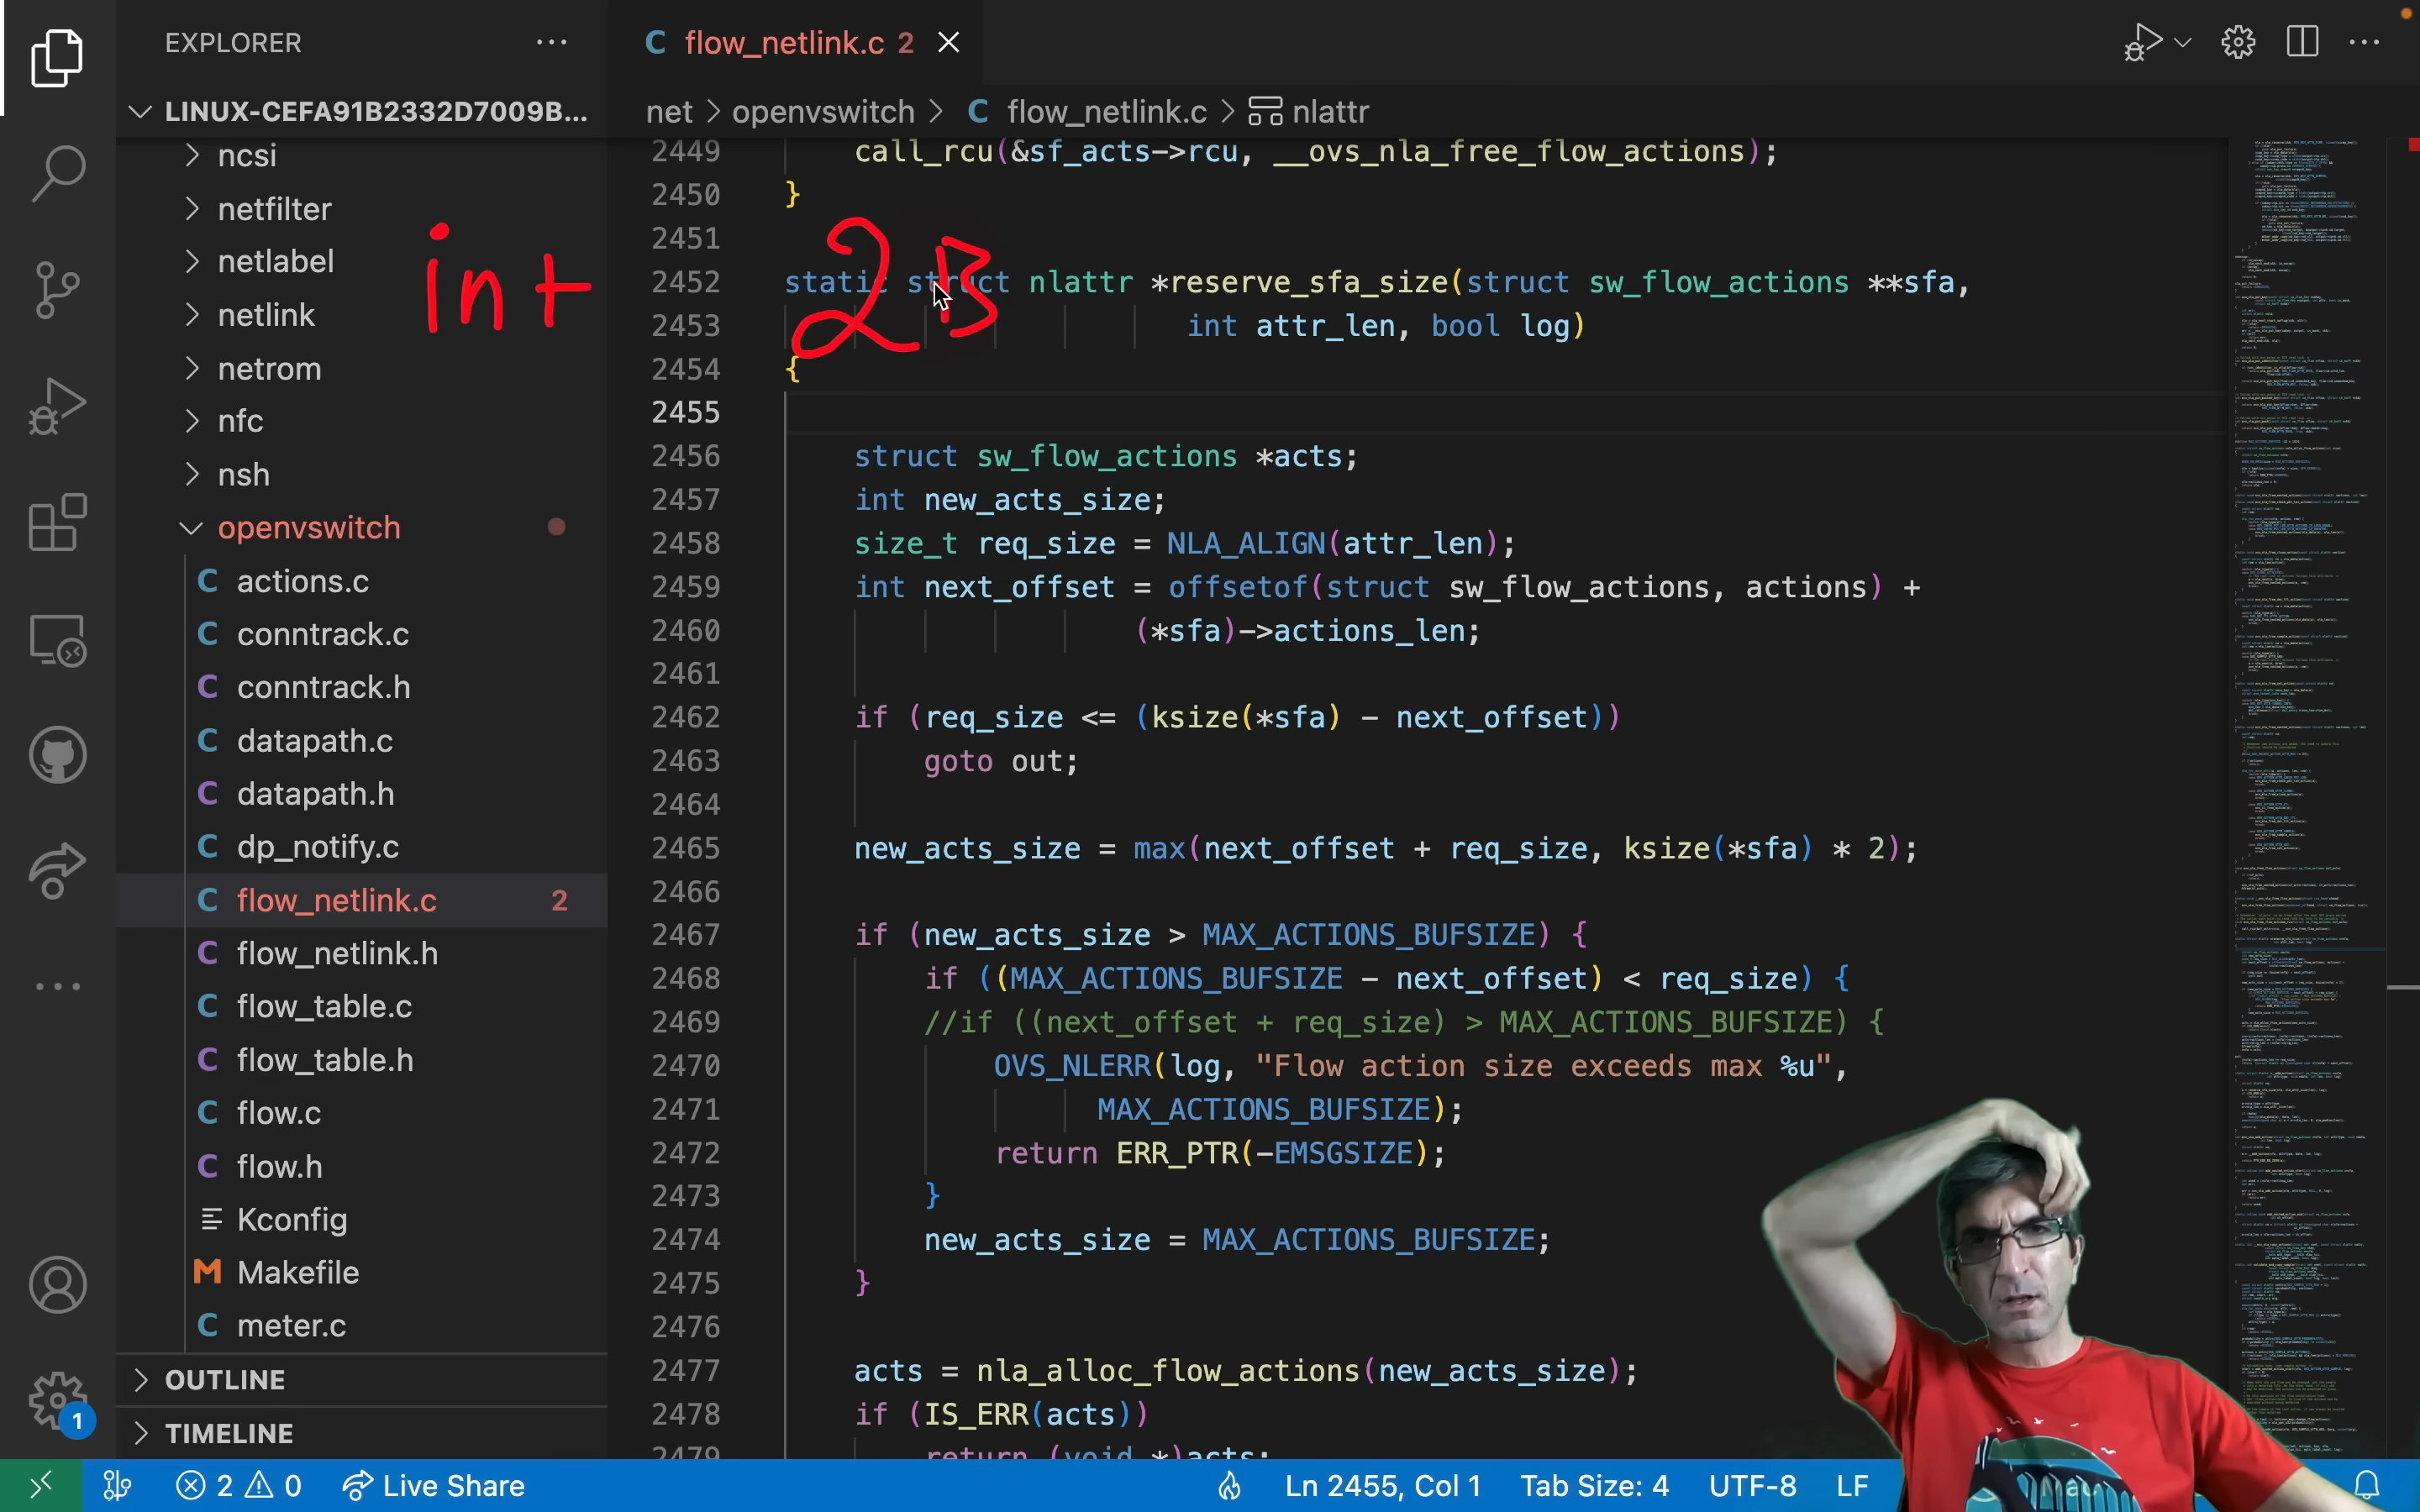 EXPLORER
LINUX-CEFA91B2332D7009B...
ncsi
netfilter
netlabel
netlink
netrom
nfc
nsh
openvswitch
C actions.c
C conntrack.c
C conntrack.h
C datapath.c
C datapath.h
C dp_notify.c
C flow_netlink.c 2
C flow_netlink.h
C flow_table.c
C flow_table.h
C flow.c
C flow.h
Kconfig
M Makefile
C meter.c
OUTLINE
TIMELINE
1
int
2B
C flow_netlink.c 2
net > openvswitch > C flow_netlink.c > nlattr
2449 call_rcu(&sf_acts->rcu, __ovs_nla_free_flow_actions);
2450 }
2451
2452 static struct nlattr *reserve_sfa_size(struct sw_flow_actions **sfa,
2453 int attr_len, bool log)
2454 {
2455
2456 struct sw_flow_actions *acts;
2457 int new_acts_size;
2458 size_t req_size = NLA_ALIGN(attr_len);
2459 int next_offset = offsetof(struct sw_flow_actions, actions) +
2460 (*sfa)->actions_len;
2461
2462 if (req_size <= (ksize(*sfa) - next_offset))
2463 goto out;
2464
2465 new_acts_size = max(next_offset + req_size, ksize(*sfa) * 2);
2466
2467 if (new_acts_size > MAX_ACTIONS_BUFSIZE) {
2468 if ((MAX_ACTIONS_BUFSIZE - next_offset) < req_size) {
2469 //if ((next_offset + req_size) > MAX_ACTIONS_BUFSIZE) {
2470 OVS_NLERR(log, "Flow action size exceeds max %u",
2471 MAX_ACTIONS_BUFSIZE);
2472 return ERR_PTR(-EMSGSIZE);
2473 }
2474 new_acts_size = MAX_ACTIONS_BUFSIZE;
2475 }
2476
2477 acts = nla_alloc_flow_actions(new_acts_size);
2478 if (IS_ERR(acts))
2479 return (void *)acts;
2 0 Live Share Ln 2455, Col 1 Tab Size: 4 UTF-8 LF